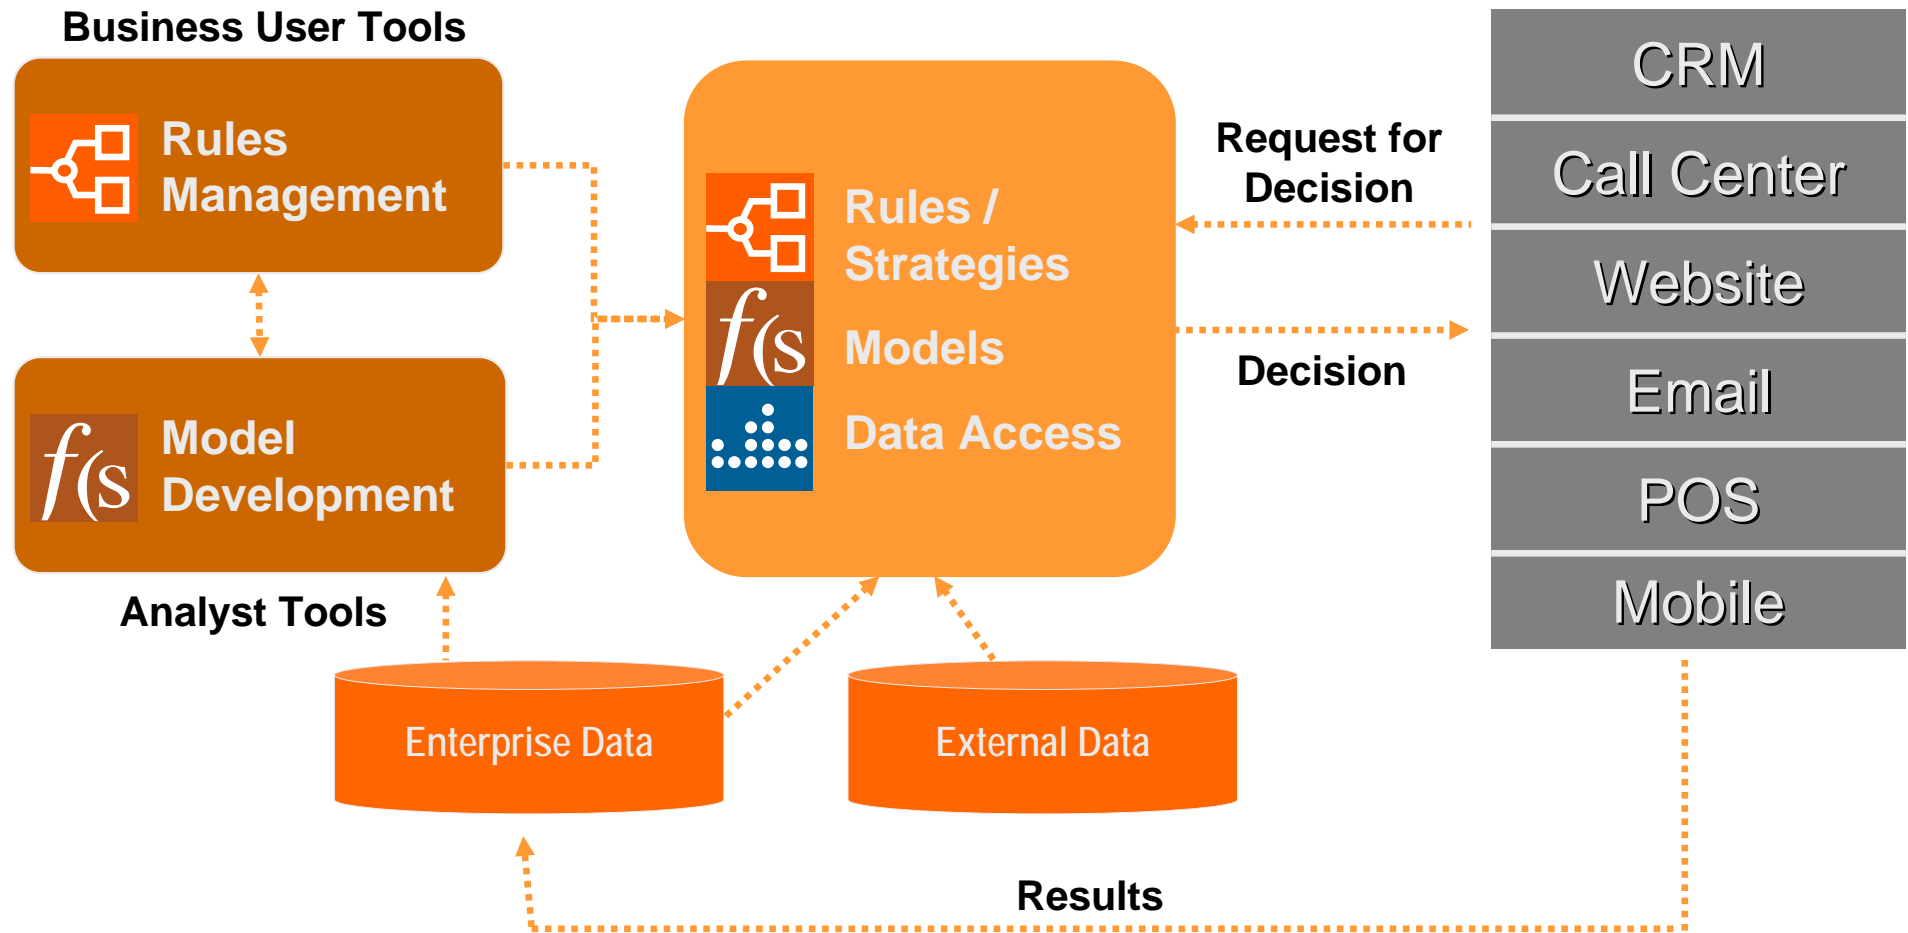 Business User Tools
Rules
Management
f(s
Model
Development
Analyst Tools
Rules /
Strategies
f(s
Models
Data Access
Request for
Decision
Decision
CRM
Call Center
Website
Email
POS
Mobile
Enterprise Data
External Data
Results